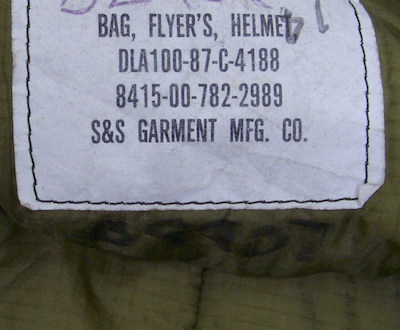 BAG, FLYER'S, HELMET,
DLA100-87-C-4188
8415-00-782-2989
S&S GARMENT MFG. CO.